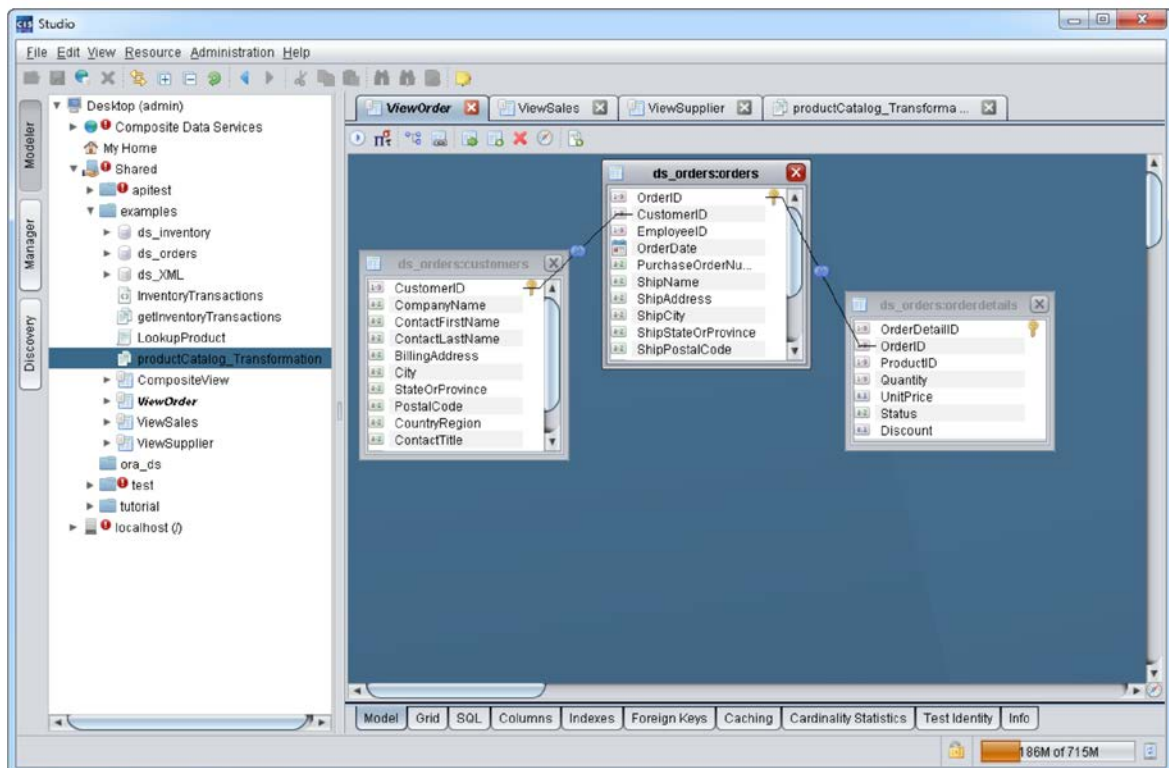 CIS Studio
File Edit View Resource Administration Help
Modeler
Manager
Discovery
Desktop (admin)
Composite Data Services
My Home
Shared
apitest
examples
ds_inventory
ds_orders
ds_XML
InventoryTransactions
getInventoryTransactions
LookupProduct
productCatalog_Transformation
CompositeView
ViewOrder
ViewSales
ViewSupplier
ora_ds
test
tutorial
localhost (/)
ViewOrder ViewSales ViewSupplier productCatalog_Transforma ...
ds_orders:customers
CustomerID
CompanyName
ContactFirstName
ContactLastName
BillingAddress
City
StateOrProvince
PostalCode
CountryRegion
ContactTitle
ds_orders:orders
OrderID
CustomerID
EmployeeID
OrderDate
PurchaseOrderNu...
ShipName
ShipAddress
ShipCity
ShipStateOrProvince
ShipPostalCode
ds_orders:orderdetails
OrderDetailID
OrderID
ProductID
Quantity
UnitPrice
Status
Discount
Model Grid SQL Columns Indexes Foreign Keys Caching Cardinality Statistics Test Identity Info
186M of 715M